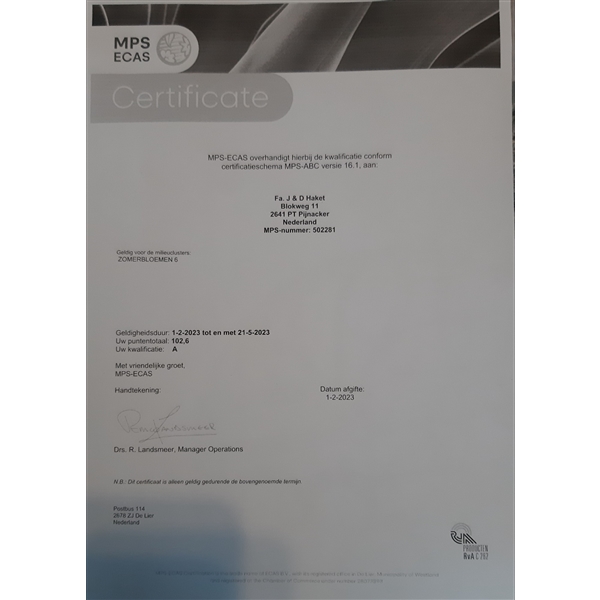 MPS
ECAS
Certificate
MPS-ECAS overhandigt hierbij de kwalificatie conform
certificatieschema MPS-ABC versie 16.1, aan:
Fa. J & D Haket
Blokweg 11
2641 PT Pijnacker
Nederland
MPS-nummer: 502281
Geldig voor de milieuclusters:
ZOMERBLOEMEN 6
Geldigheidsduur: 1-2-2023 tot en met 21-5-2023
Uw puntentotaal: 102,6
Uw kwalificatie: A
Met vriendelijke groet,
MPS-ECAS
Handtekening:
Datum afgifte:
1-2-2023
Drs. R. Landsmeer, Manager Operations
N.B.: Dit certificaat is alleen geldig gedurende de bovengenoemde termijn.
Postbus 114
2678 ZJ De Lier
Nederland
RvA
PRODUCTEN
RvA C 762